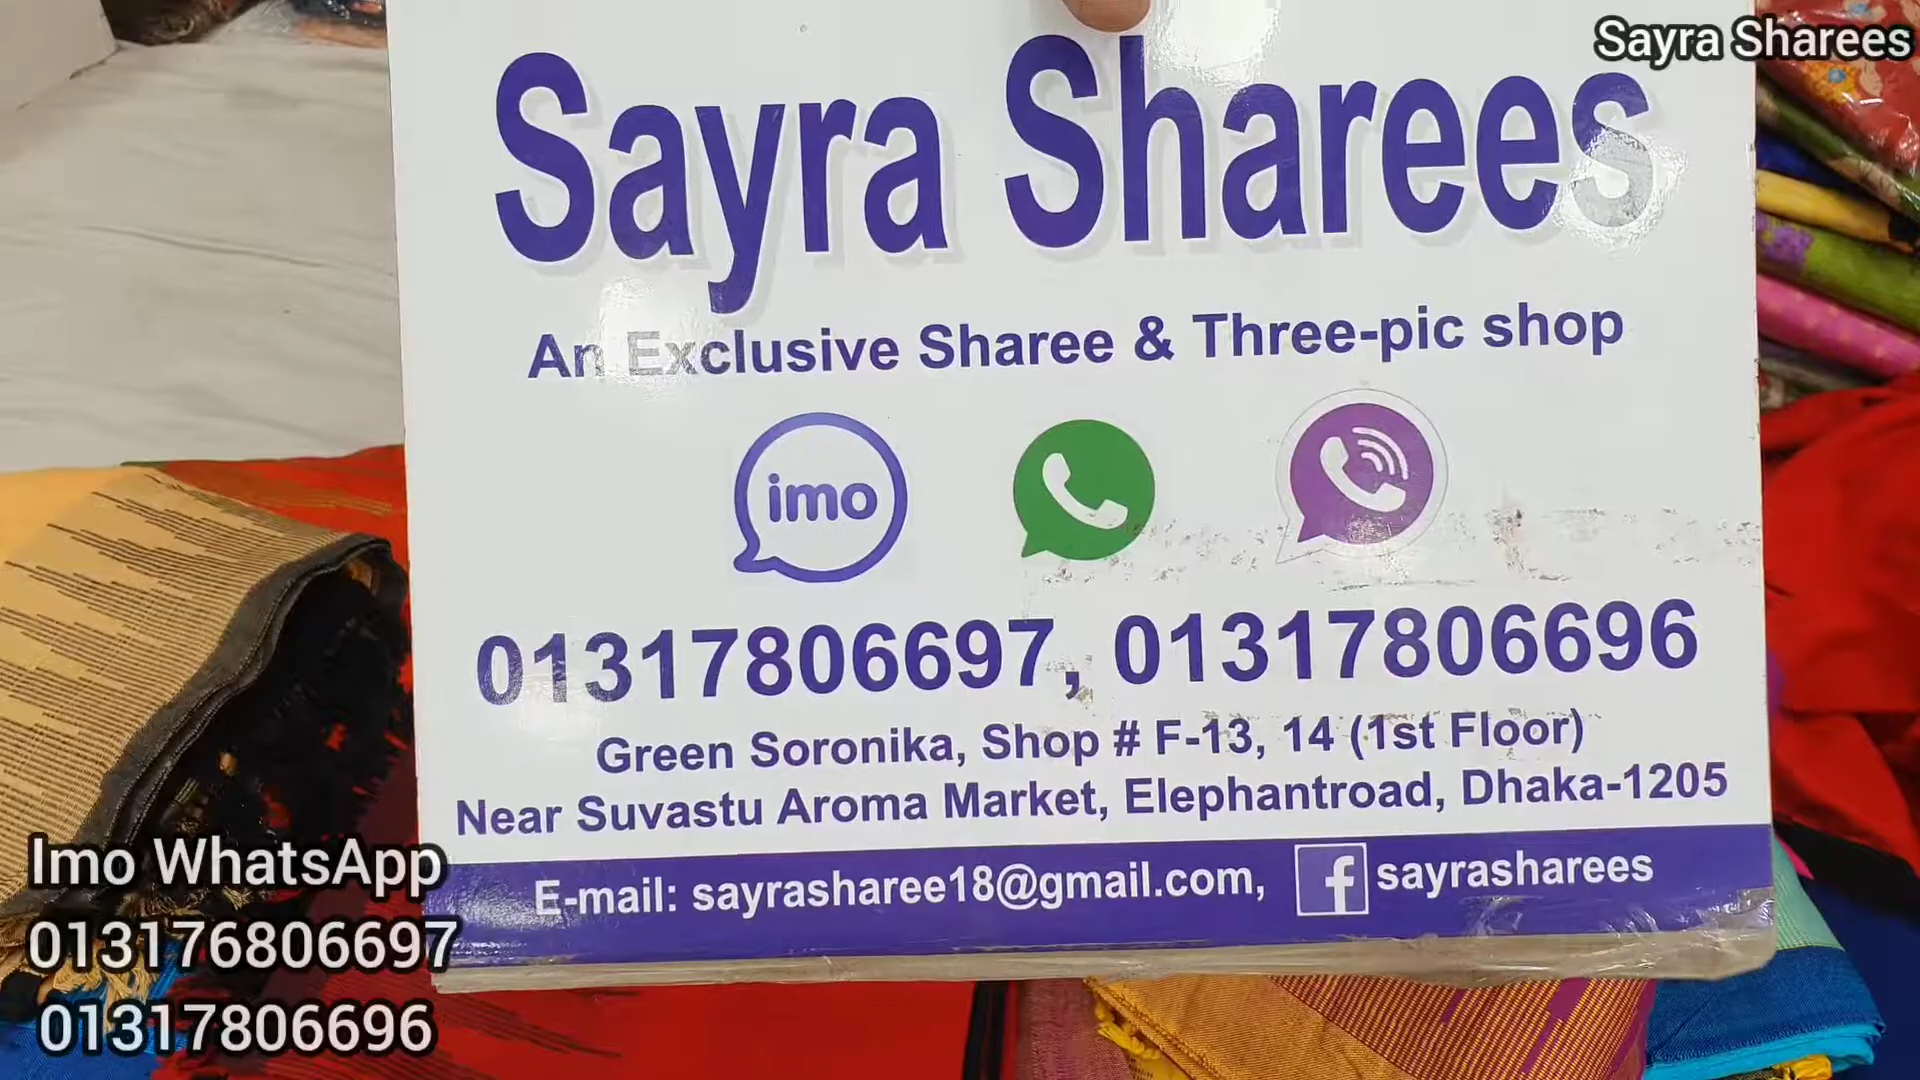 Sayra Sharees
Sayra Sharees
An Exclusive Sharee & Three-pic shop
imo
01317806697, 01317806696
Green Soronika, Shop # F-13, 14 (1st Floor)
Near Suvastu Aroma Market, Elephantroad, Dhaka-1205
E-mail: sayrasharee18@gmail.com, f sayrasharees
Imo WhatsApp
013176806697
01317806696